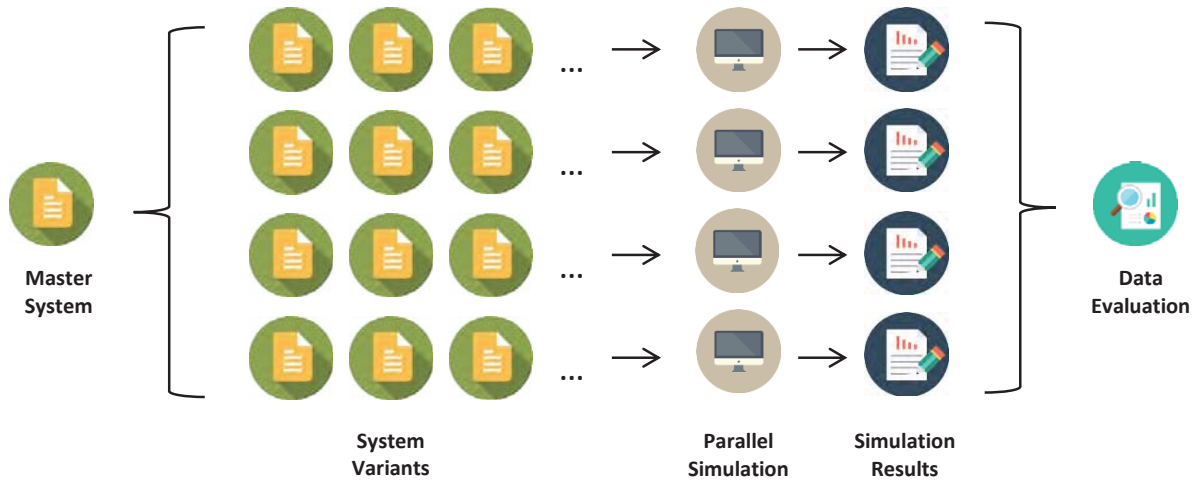 ...
...
...
...
Master
System
Data
Evaluation
System
Variants
Parallel
Simulation
Simulation
Results